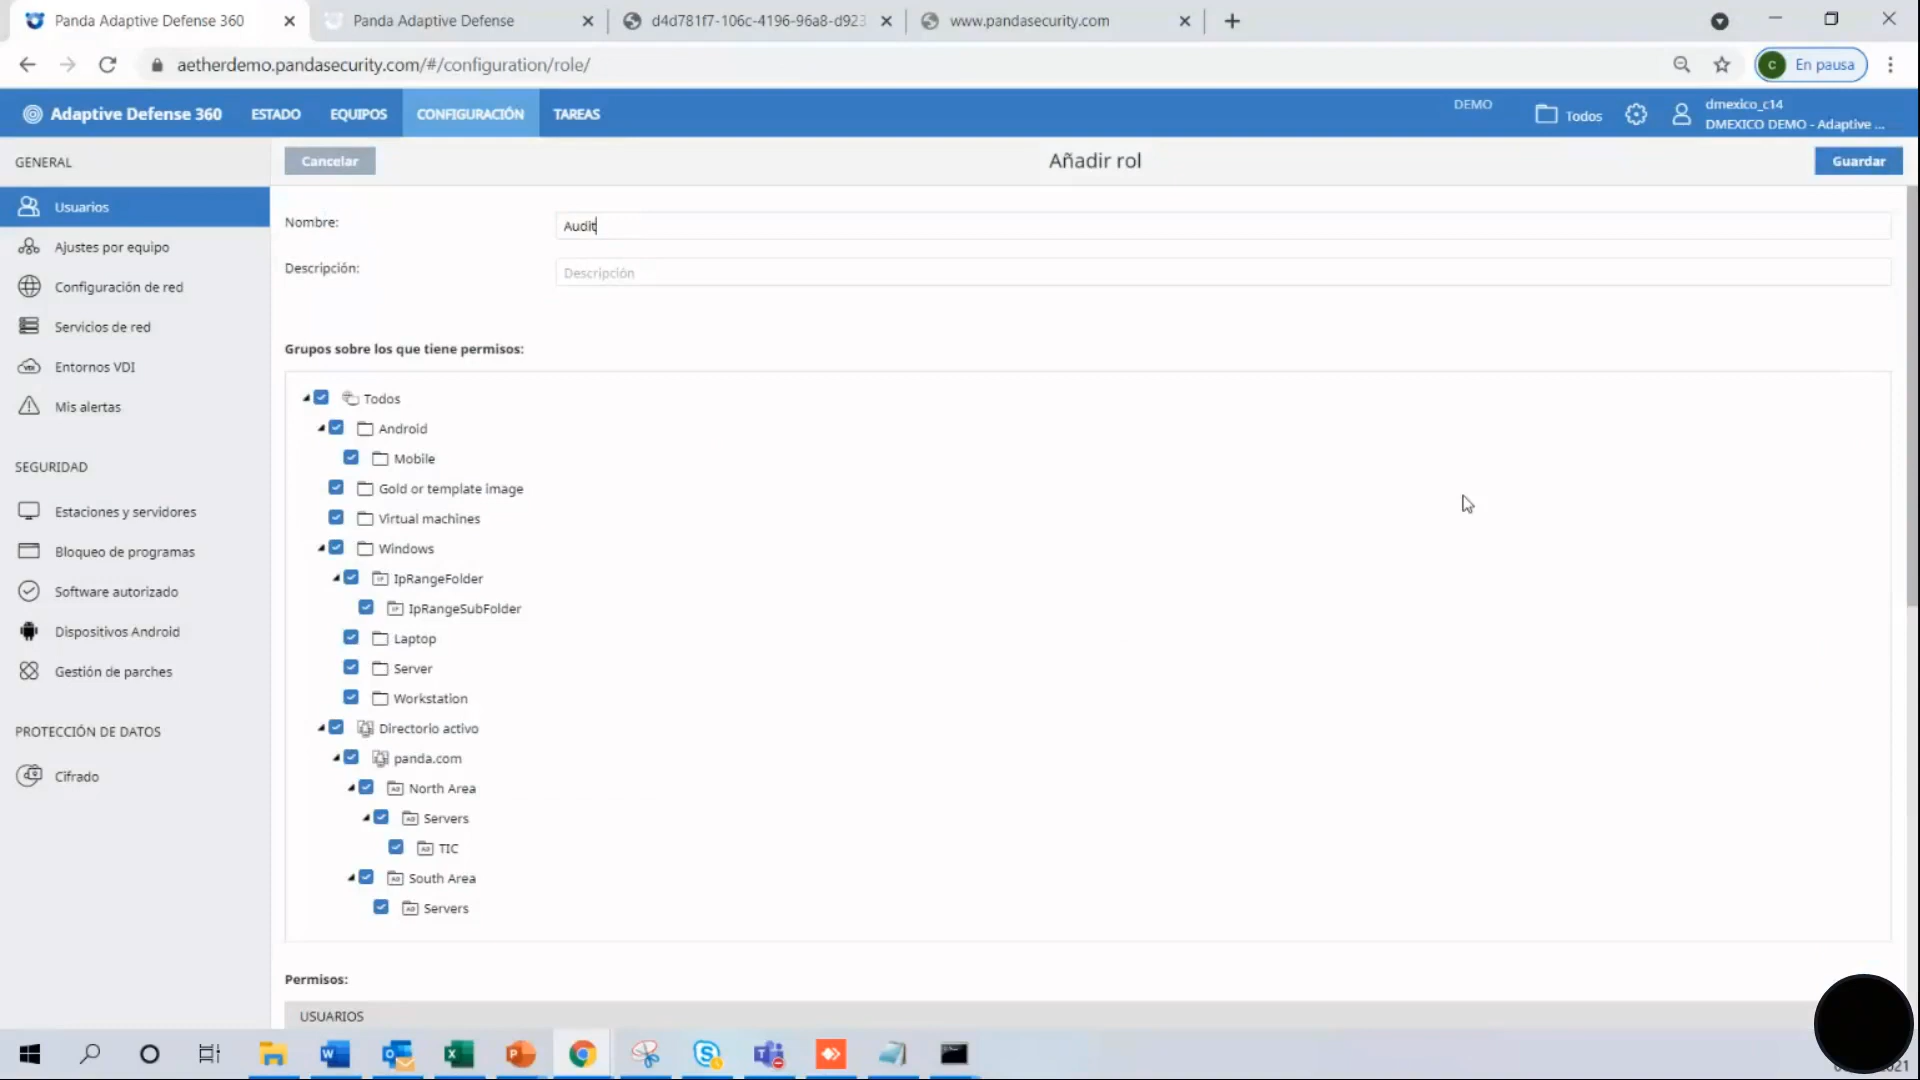 Panda Adaptive Defense 360
Panda Adaptive Defense
d4d781f7-106c-4196-96a8-d923
www.pandasecurity.com
aetherdemo.pandasecurity.com/#/configuration/role/
C
En pausa
Adaptive Defense 360
ESTADO
EQUIPOS
CONFIGURACIÓN
TAREAS
DEMO
Todos
dmexico_c14
DMEXICO DEMO - Adaptive ...
GENERAL
Usuarios
Ajustes por equipo
Configuración de red
Servicios de red
Entornos VDI
Mis alertas
SEGURIDAD
Estaciones y servidores
Bloqueo de programas
Software autorizado
Dispositivos Android
Gestión de parches
PROTECCIÓN DE DATOS
Cifrado
Cancelar
Añadir rol
Guardar
Nombre:
Audit
Descripción:
Descripción
Grupos sobre los que tiene permisos:
Todos
Android
Mobile
Gold or template image
Virtual machines
Windows
IpRangeFolder
IpRangeSubFolder
Laptop
Server
Workstation
Directorio activo
panda.com
North Area
Servers
TIC
South Area
Servers
Permisos:
USUARIOS